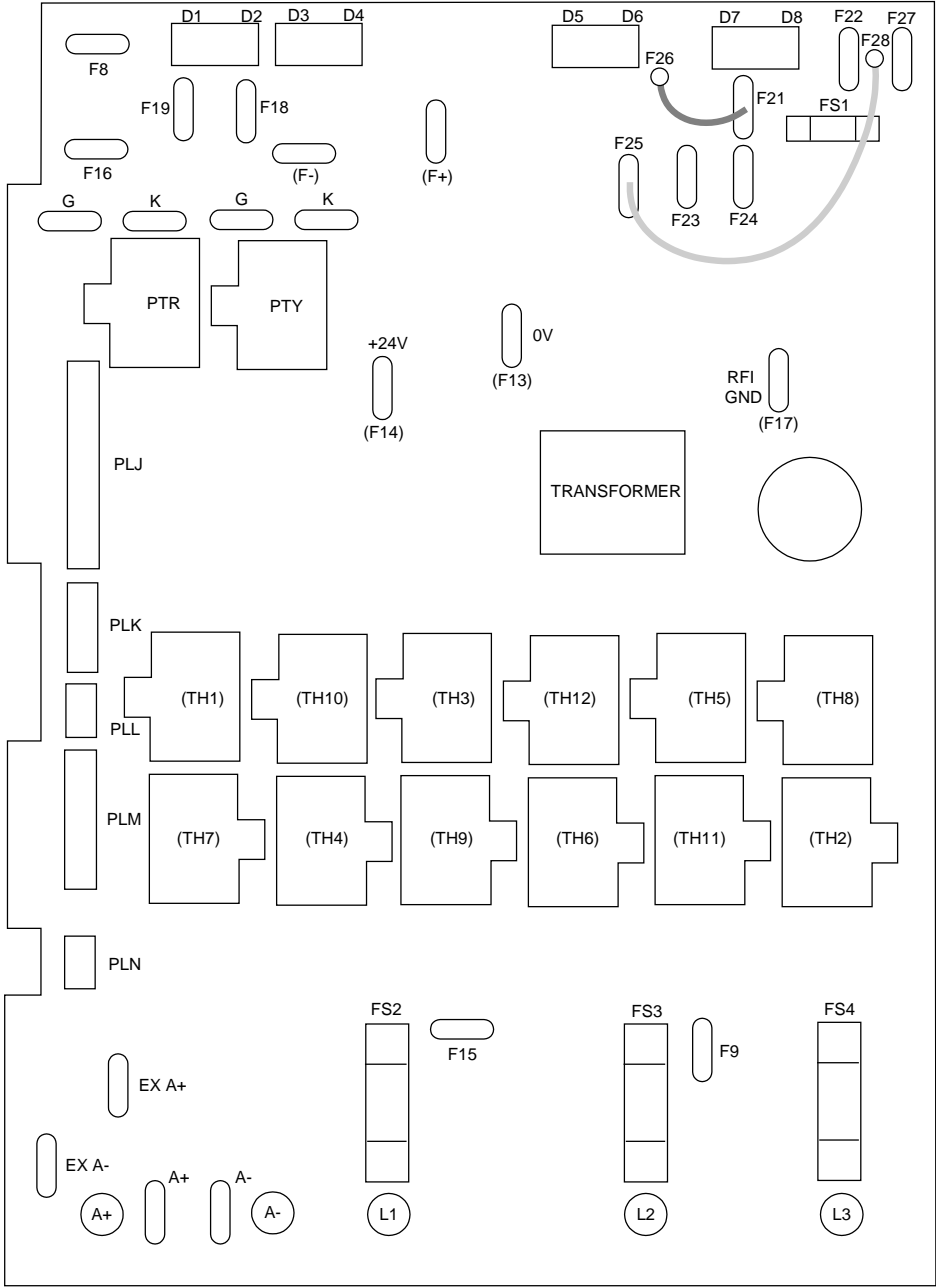 D1 D2 D3 D4 D5 D6 D7 D8 F22 F27
F28
F26
F8
F19 F18 F21 FS1
F25
F16 (F-) (F+)
G K G K F23 F24
PTR PTY
+24V 0V
(F13)
RFI
GND
(F14) (F17)
PLJ
TRANSFORMER
PLK
(TH1) (TH10) (TH3) (TH12) (TH5) (TH8)
PLL
PLM
(TH7) (TH4) (TH9) (TH6) (TH11) (TH2)
PLN
FS2 FS3 FS4
F15 F9
EX A+
EX A-
A+ A-
A+ A- L1 L2 L3